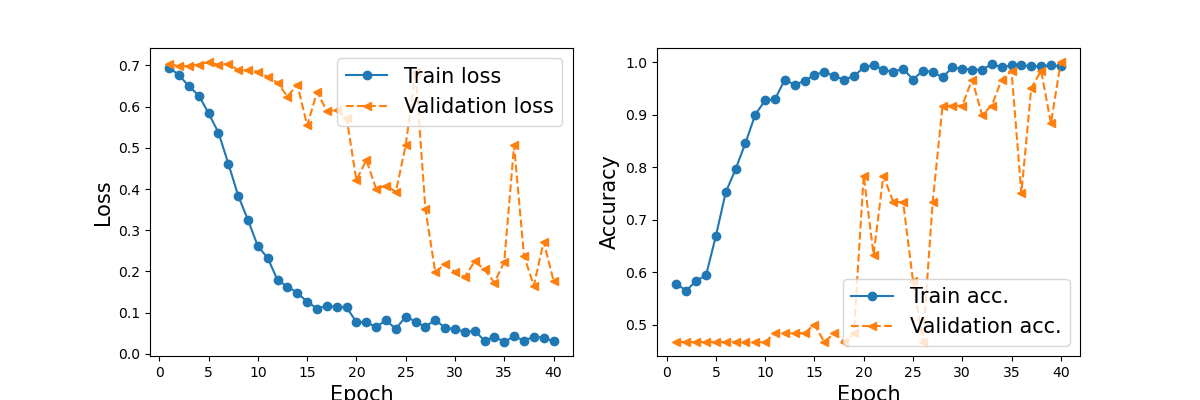 0.7
0.6
0.5
0.4
0.3
0.2
0.1
0.0
Loss
Train loss
Validation loss
0 5 10 15 20 25 30 35 40
Epoch
1.0
0.9
0.8
0.7
0.6
0.5
Accuracy
Train acc.
Validation acc.
0 5 10 15 20 25 30 35 40
Epoch